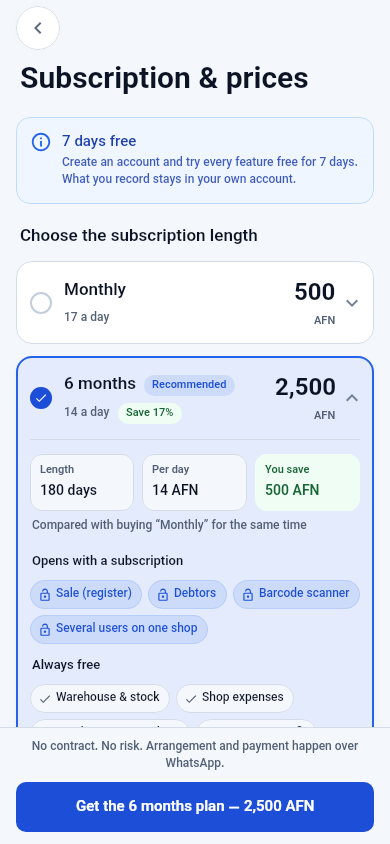 Subscription & prices
7 days free
Create an account and try every feature free for 7 days.
What you record stays in your own account.
Choose the subscription length
Monthly
17 a day
500
AFN
6 months
Recommended
14 a day
Save 17%
2,500
AFN
Length
180 days
Per day
14 AFN
You save
500 AFN
Compared with buying “Monthly” for the same time
Opens with a subscription
Sale (register)
Debtors
Barcode scanner
Several users on one shop
Always free
Warehouse & stock
Shop expenses
No contract. No risk. Arrangement and payment happen over
WhatsApp.
Get the 6 months plan — 2,500 AFN